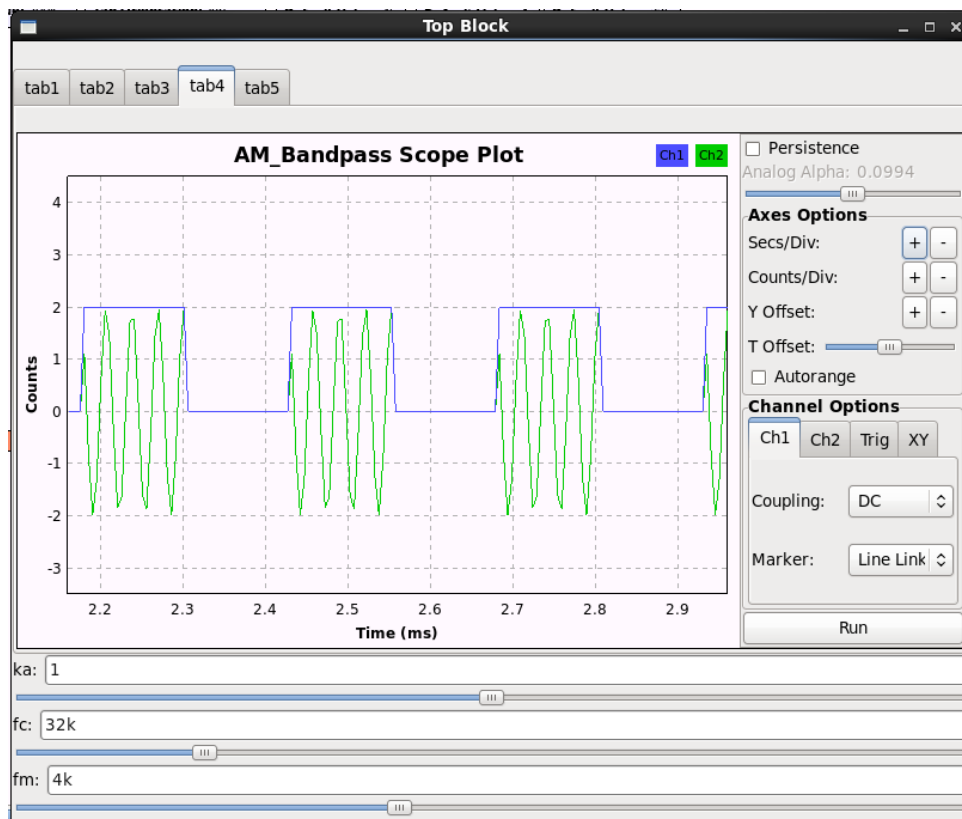 Top Block
tab1 tab2 tab3 tab4 tab5
AM_Bandpass Scope Plot
Ch1 Ch2
4
3
2
1
0
-1
-2
-3
Counts
2.2 2.3 2.4 2.5 2.6 2.7 2.8 2.9
Time (ms)
Persistence
Analog Alpha: 0.0994
Axes Options
Secs/Div: + -
Counts/Div: + -
Y Offset: + -
T Offset:
Autorange
Channel Options
Ch1 Ch2 Trig XY
Coupling: DC
Marker: Line Link
Run
ka: 1
fc: 32k
fm: 4k